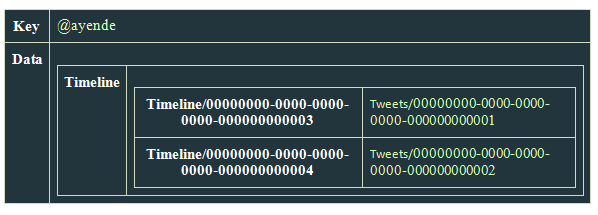 Key @ayende
Data
Timeline
Timeline/00000000-0000-0000-
0000-000000000003
Tweets/00000000-0000-0000-
0000-000000000001
Timeline/00000000-0000-0000-
0000-000000000004
Tweets/00000000-0000-0000-
0000-000000000002